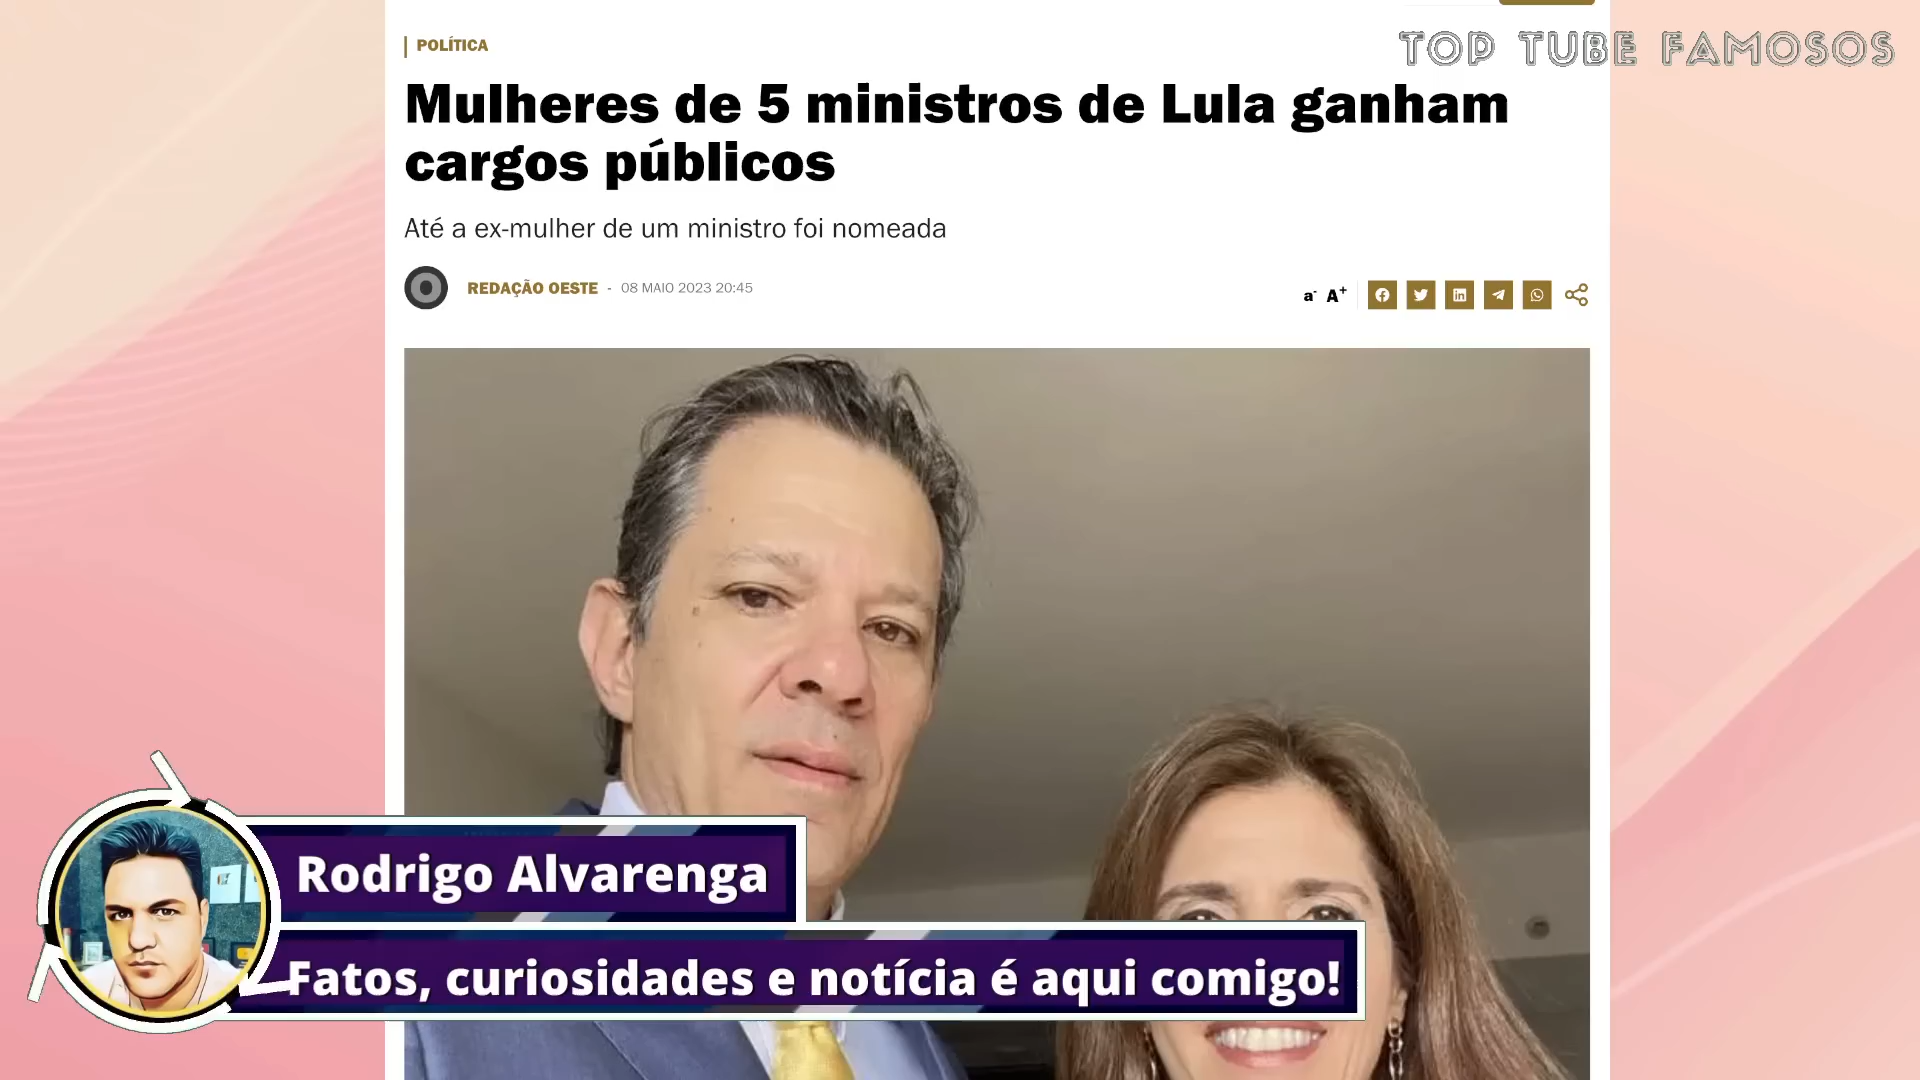 TOP TUBE FAMOSOS
POLÍTICA
Mulheres de 5 ministros de Lula ganham
cargos públicos
Até a ex-mulher de um ministro foi nomeada
REDAÇÃO OESTE - 08 MAIO 2023 20:45
a- A+
Rodrigo Alvarenga
Fatos, curiosidades e notícia é aqui comigo!